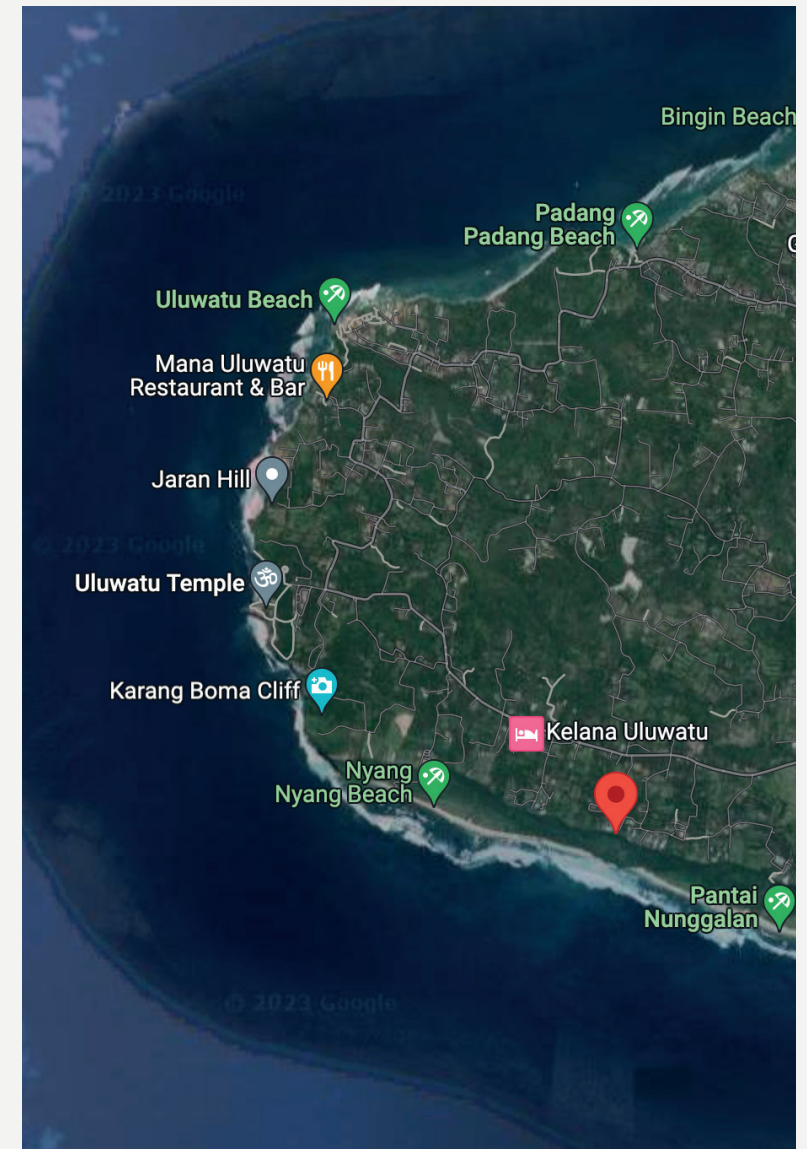 Bingin Beach
© 2023 Google
Padang
Padang Beach
G
Uluwatu Beach
Mana Uluwatu
Restaurant & Bar
Jaran Hill
© 2023 Google
Uluwatu Temple
Karang Boma Cliff
Kelana Uluwatu
Nyang
Nyang Beach
Pantai
Nunggalan
© 2023 Google